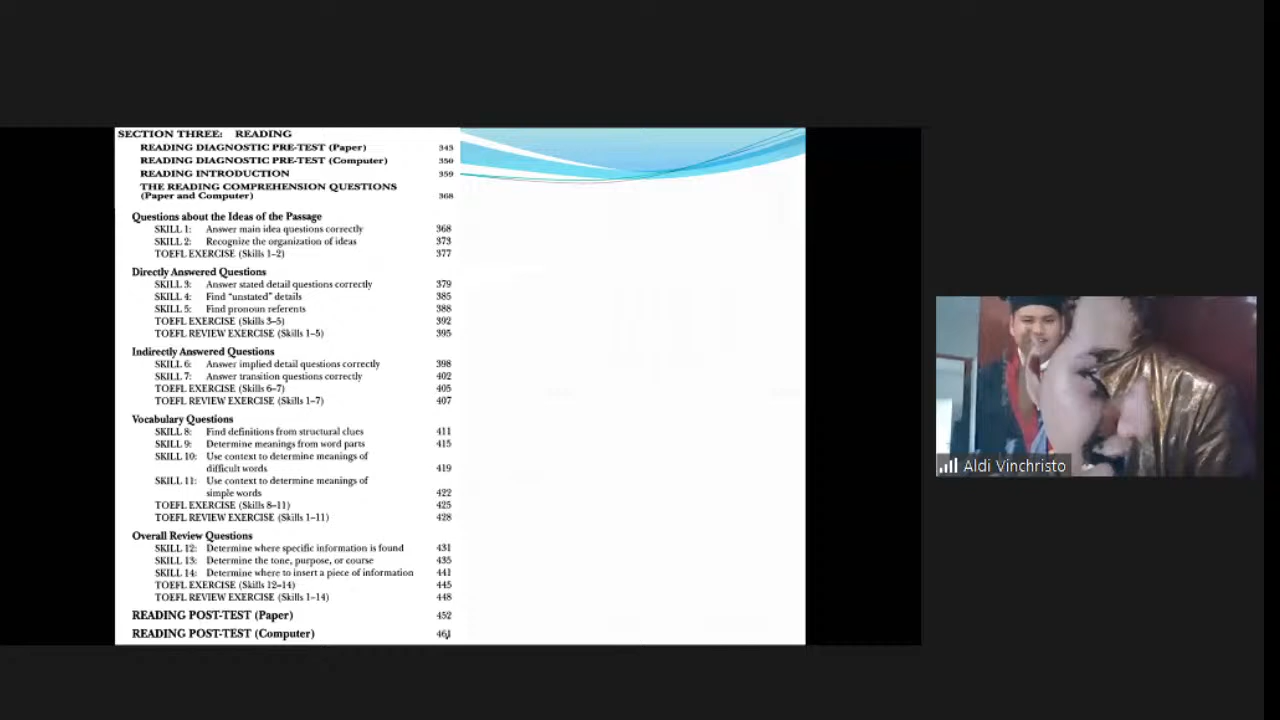 SECTION THREE: READING
READING DIAGNOSTIC PRE-TEST (Paper) 343
READING DIAGNOSTIC PRE-TEST (Computer) 350
READING INTRODUCTION 359
THE READING COMPREHENSION QUESTIONS
(Paper and Computer) 368
Questions about the Ideas of the Passage
SKILL 1: Answer main idea questions correctly 368
SKILL 2: Recognize the organization of ideas 373
TOEFL EXERCISE (Skills 1–2) 377
Directly Answered Questions
SKILL 3: Answer stated detail questions correctly 379
SKILL 4: Find “unstated” details 385
SKILL 5: Find pronoun referents 388
TOEFL EXERCISE (Skills 3–5) 392
TOEFL REVIEW EXERCISE (Skills 1–5) 395
Indirectly Answered Questions
SKILL 6: Answer implied detail questions correctly 398
SKILL 7: Answer transition questions correctly 402
TOEFL EXERCISE (Skills 6–7) 405
TOEFL REVIEW EXERCISE (Skills 1–7) 407
Vocabulary Questions
SKILL 8: Find definitions from structural clues 411
SKILL 9: Determine meanings from word parts 415
SKILL 10: Use context to determine meanings of
difficult words 419
SKILL 11: Use context to determine meanings of
simple words 422
TOEFL EXERCISE (Skills 8–11) 425
TOEFL REVIEW EXERCISE (Skills 1–11) 428
Overall Review Questions
SKILL 12: Determine where specific information is found 431
SKILL 13: Determine the tone, purpose, or course 435
SKILL 14: Determine where to insert a piece of information 441
TOEFL EXERCISE (Skills 12–14) 445
TOEFL REVIEW EXERCISE (Skills 1–14) 448
READING POST-TEST (Paper) 452
READING POST-TEST (Computer) 461
Aldi Vinchristo